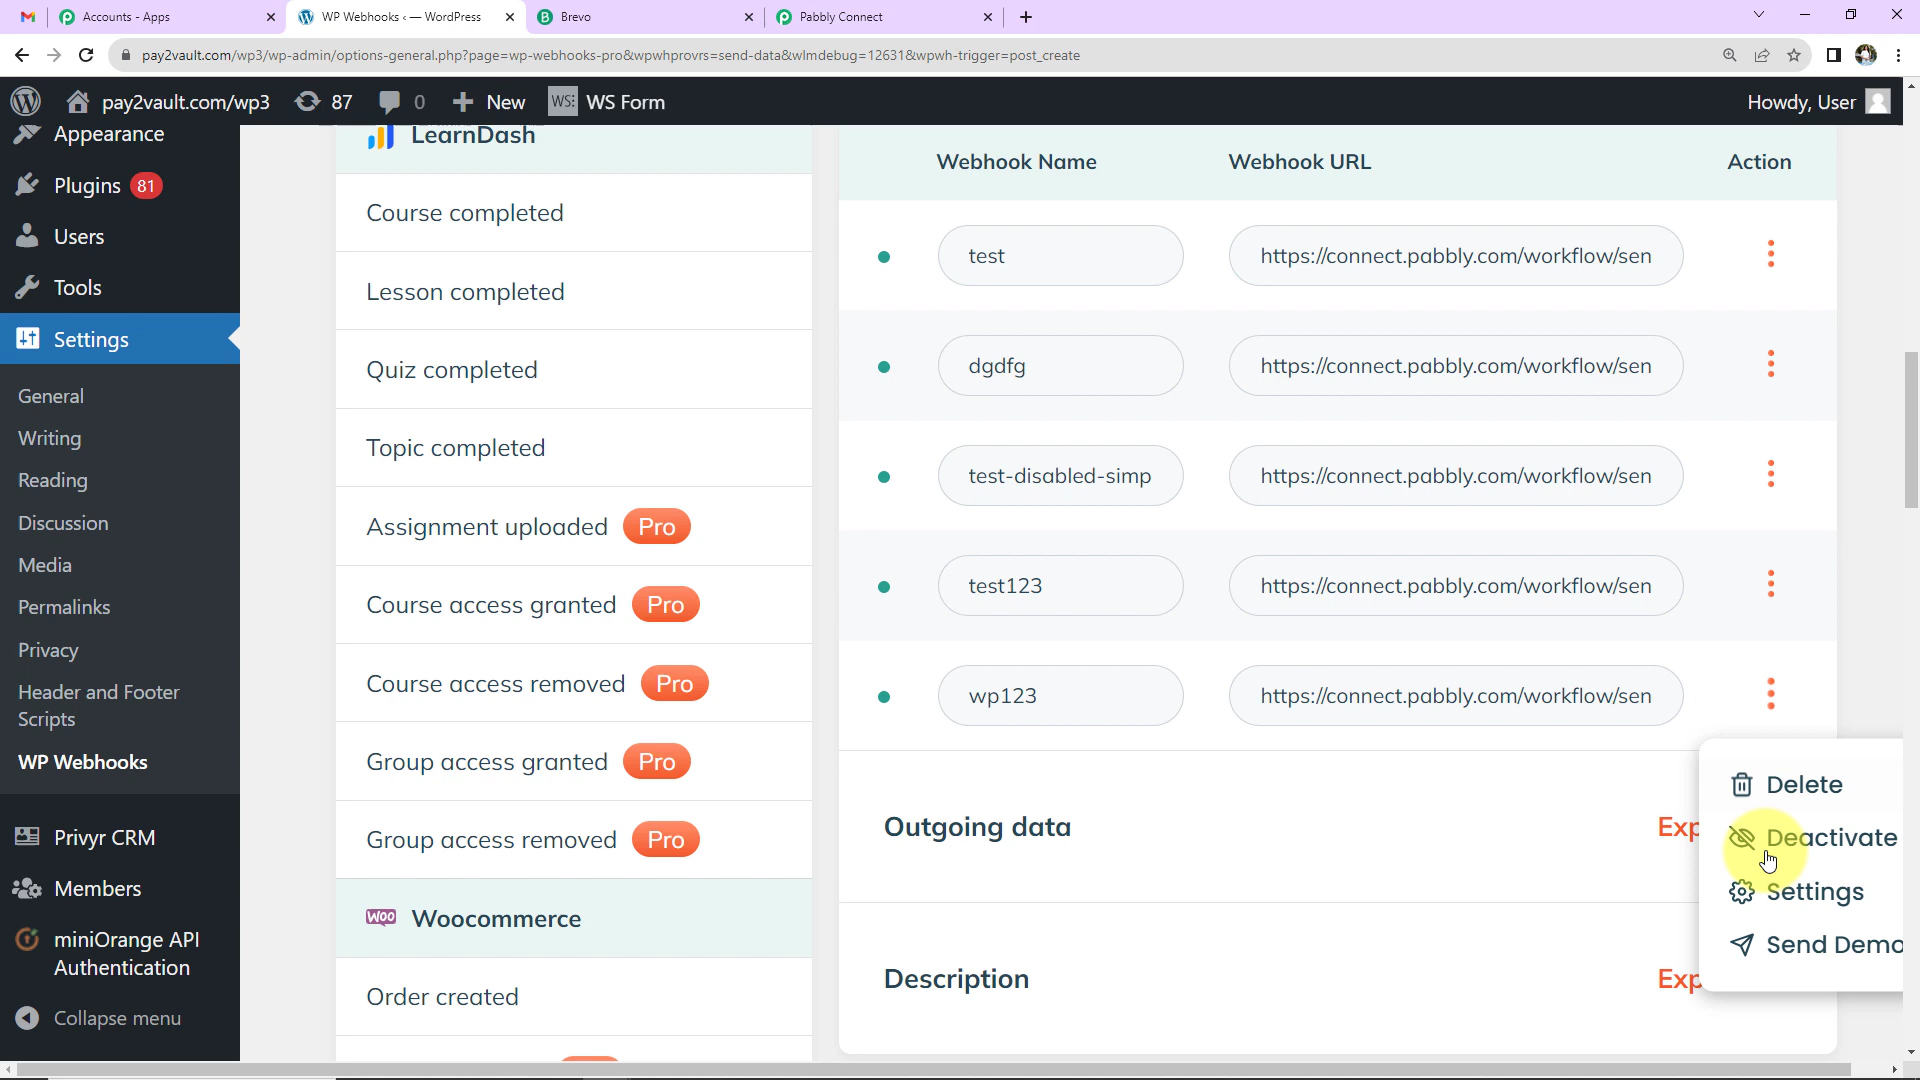 Accounts - Apps
WP Webhooks ‹ — WordPress
Brevo
Pabbly Connect
pay2vault.com/wp3/wp-admin/options-general.php?page=wp-webhooks-pro&wpwhprovrs=send-data&wlmdebug=12631&wpwh-trigger=post_create
pay2vault.com/wp3
87
0
New
WS: WS Form
Howdy, User
Appearance
Plugins 81
Users
Tools
Settings
General
Writing
Reading
Discussion
Media
Permalinks
Privacy
Header and Footer
Scripts
WP Webhooks
Privyr CRM
Members
miniOrange API
Authentication
Collapse menu
LearnDash
Course completed
Lesson completed
Quiz completed
Topic completed
Assignment uploaded Pro
Course access granted Pro
Course access removed Pro
Group access granted Pro
Group access removed Pro
Woo Woocommerce
Order created
Webhook Name Webhook URL Action
test https://connect.pabbly.com/workflow/sen
dgdfg https://connect.pabbly.com/workflow/sen
test-disabled-simp https://connect.pabbly.com/workflow/sen
test123 https://connect.pabbly.com/workflow/sen
wp123 https://connect.pabbly.com/workflow/sen
Outgoing data Exp
Description Exp
Delete
Deactivate
Settings
Send Demo